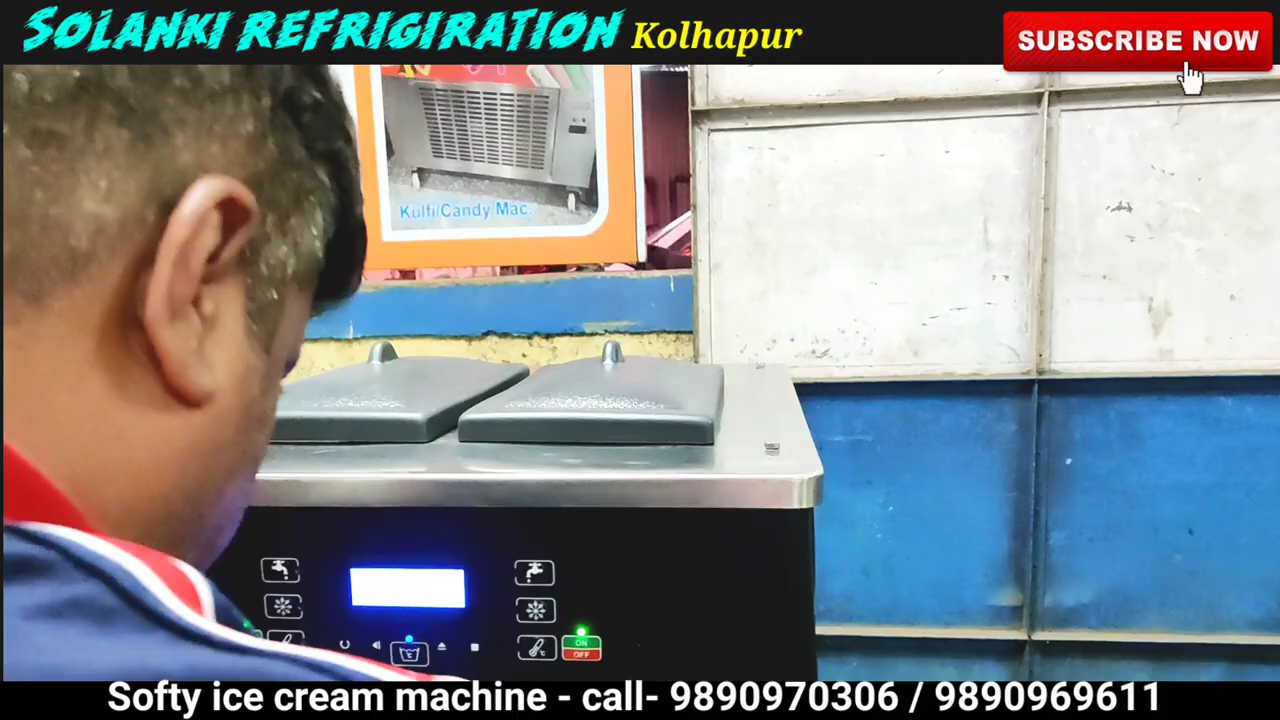 SOLANKI REFRIGIRATION Kolhapur
SUBSCRIBE NOW
Kulfi/Candy Mac.
ON
OFF
Softy ice cream machine - call- 9890970306 / 9890969611